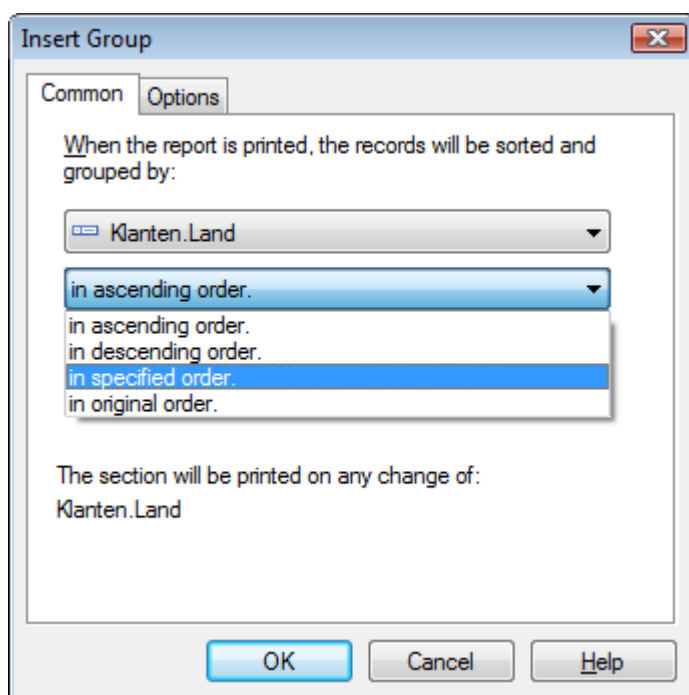 Insert Group
Common
Options
When the report is printed, the records will be sorted and
grouped by:
Klanten.Land
in ascending order.
in ascending order.
in descending order.
in specified order.
in original order.
The section will be printed on any change of:
Klanten.Land
OK
Cancel
Help